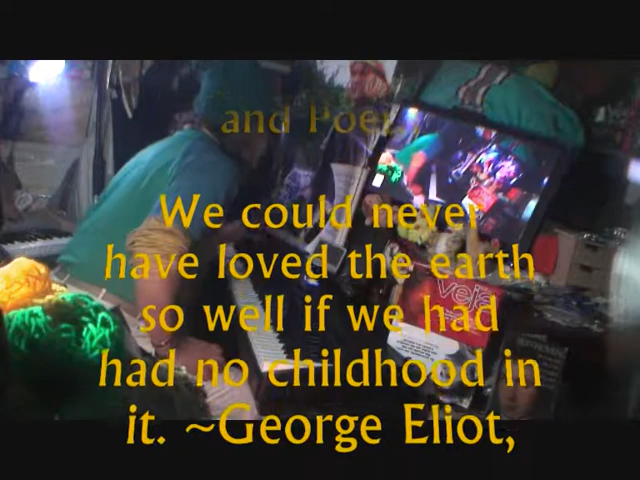 and Poet,
We could never
have loved the earth
so well if we had
had no childhood in
it. ~George Eliot,
veja